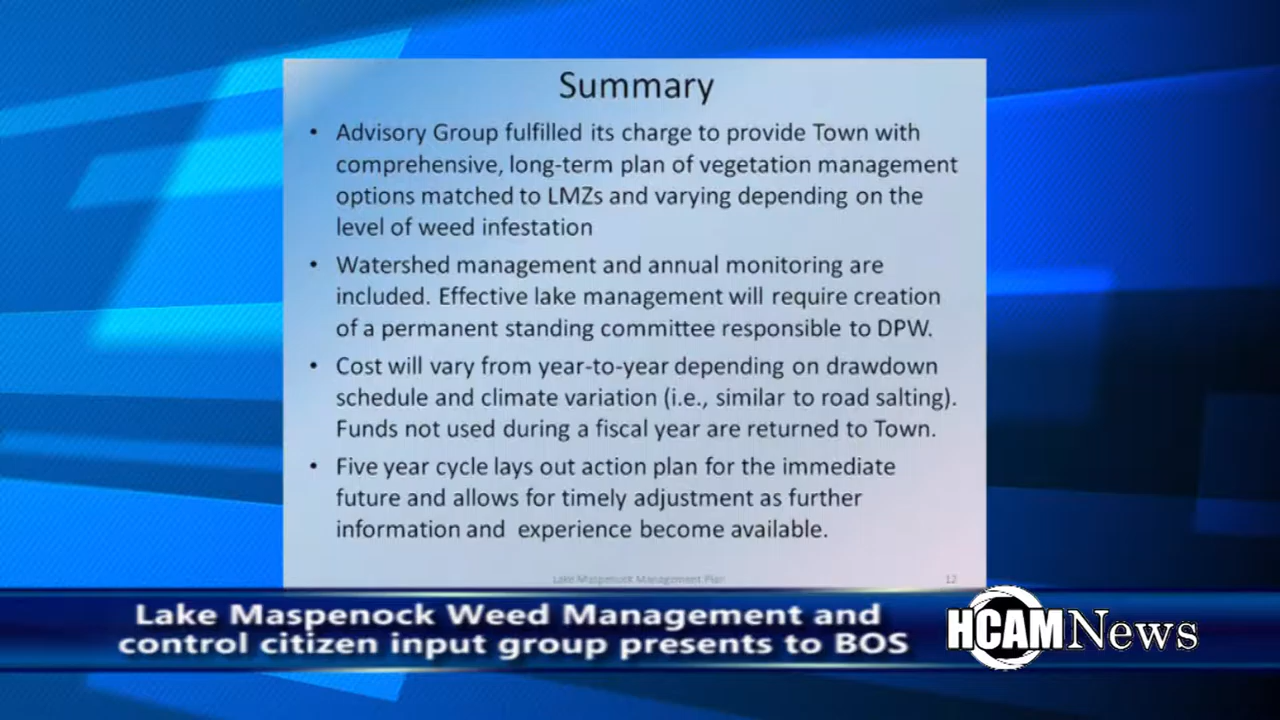 Summary
• Advisory Group fulfilled its charge to provide Town with
comprehensive, long-term plan of vegetation management
options matched to LMZs and varying depending on the
level of weed infestation
• Watershed management and annual monitoring are
included. Effective lake management will require creation
of a permanent standing committee responsible to DPW.
• Cost will vary from year-to-year depending on drawdown
schedule and climate variation (i.e., similar to road salting).
Funds not used during a fiscal year are returned to Town.
• Five year cycle lays out action plan for the immediate
future and allows for timely adjustment as further
information and  experience become available.
Lake Maspenock Management Plan 12
Lake Maspenock Weed Management and
control citizen input group presents to BOS
HCAM News